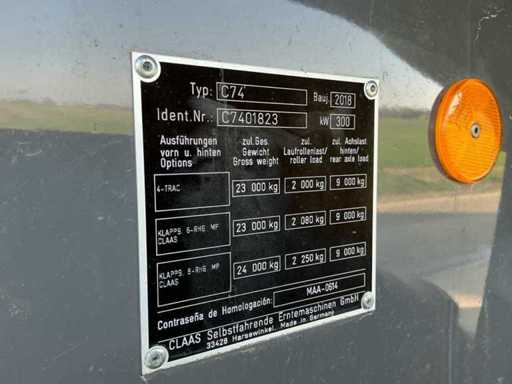 Typ: C74 Bauj. 2018
Ident.Nr.: C7401823 kW 300
Ausführungen vorn u. hinten Options
zul.Ges. Gewicht Gross weight
zul. Laufrollenlast/ roller load
zul. Achslast hinten/ rear axle load
4-TRAC 23 000 kg 2 000 kg 9 000 kg
KLAPPS. 6-RHG MP CLAAS 23 000 kg 2 080 kg 9 000 kg
KLAPPS. 8-RHG MP CLAAS 24 000 kg 2 250 kg 9 000 kg
Contraseña de Homologación: MAA-0614
CLAAS Selbstfahrende Erntemaschinen GmbH
33428 Harsewinkel, Made in Germany